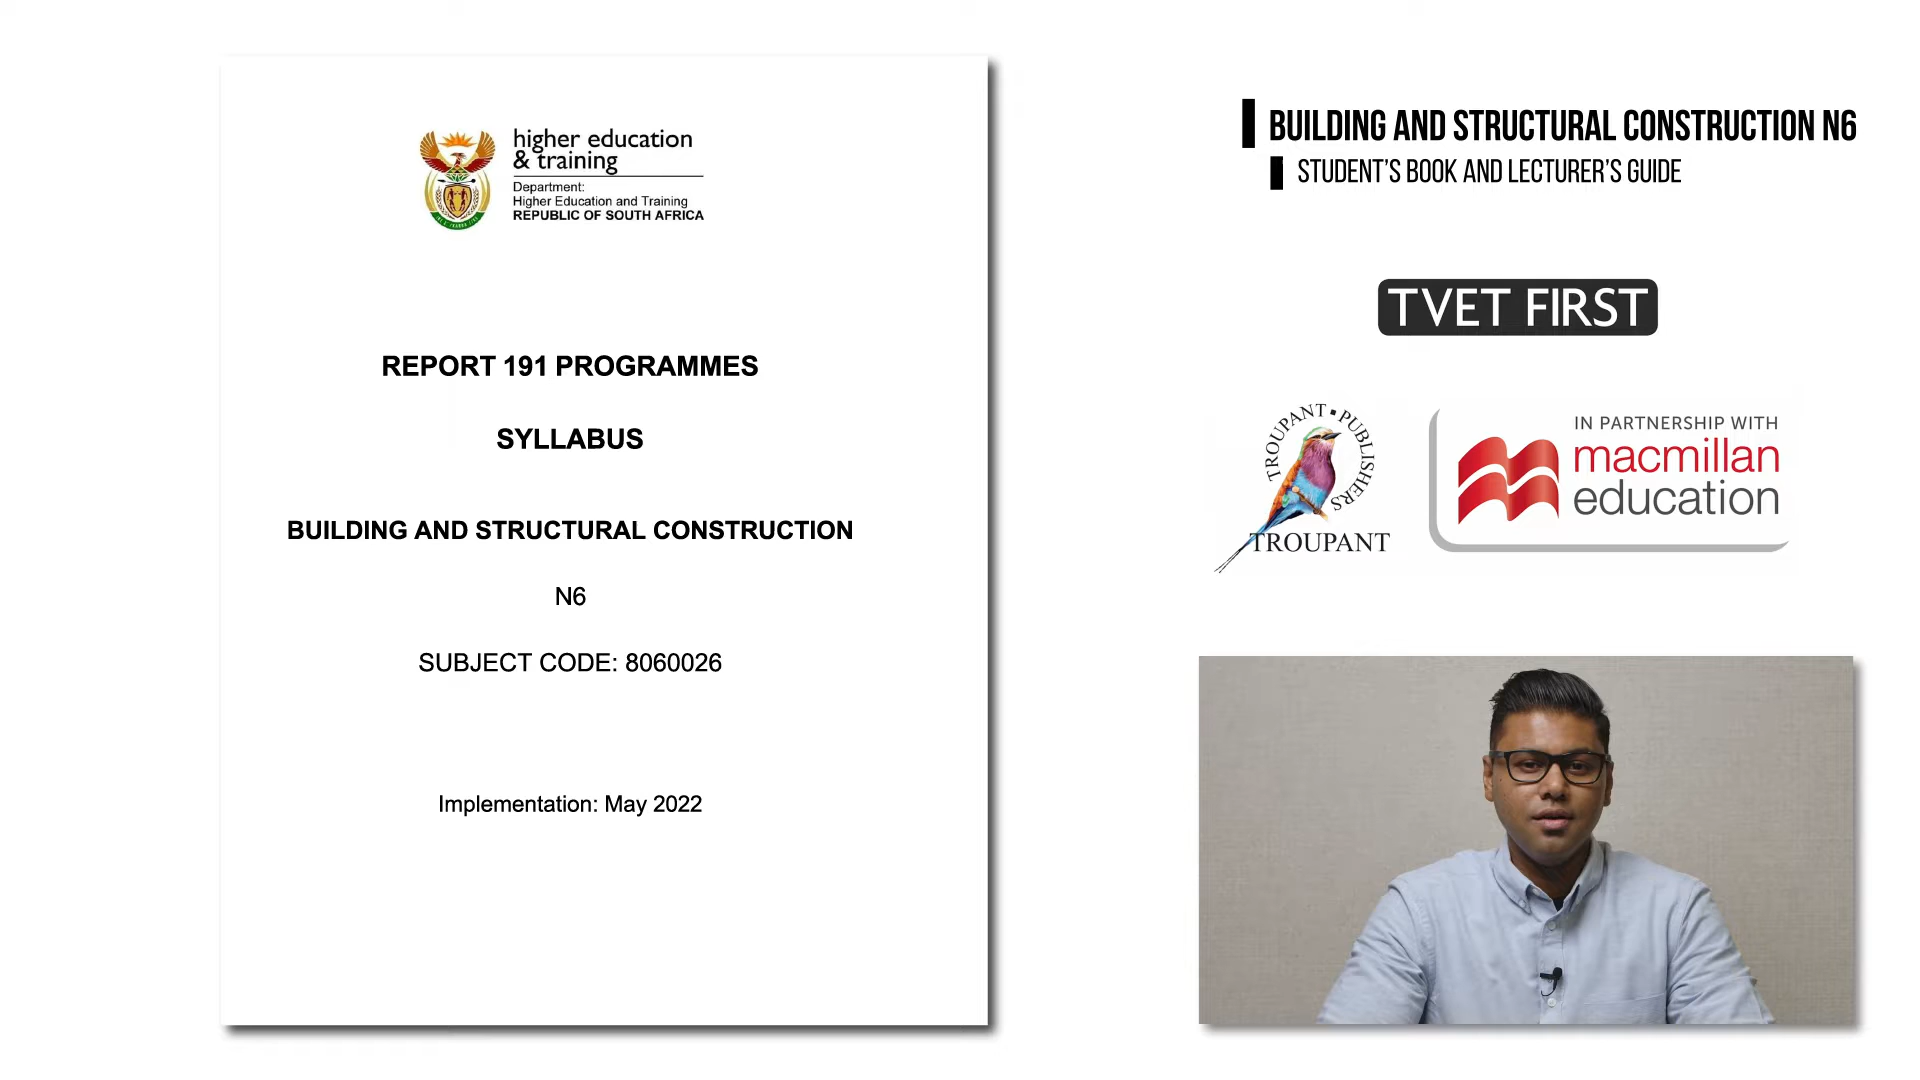 higher education
& training
Department:
Higher Education and Training
REPUBLIC OF SOUTH AFRICA
REPORT 191 PROGRAMMES
SYLLABUS
BUILDING AND STRUCTURAL CONSTRUCTION
N6
SUBJECT CODE: 8060026
Implementation: May 2022
BUILDING AND STRUCTURAL CONSTRUCTION N6
STUDENT'S BOOK AND LECTURER'S GUIDE
TVET FIRST
TROUPANT ▪ PUBLISHERS
TROUPANT
IN PARTNERSHIP WITH
macmillan
education